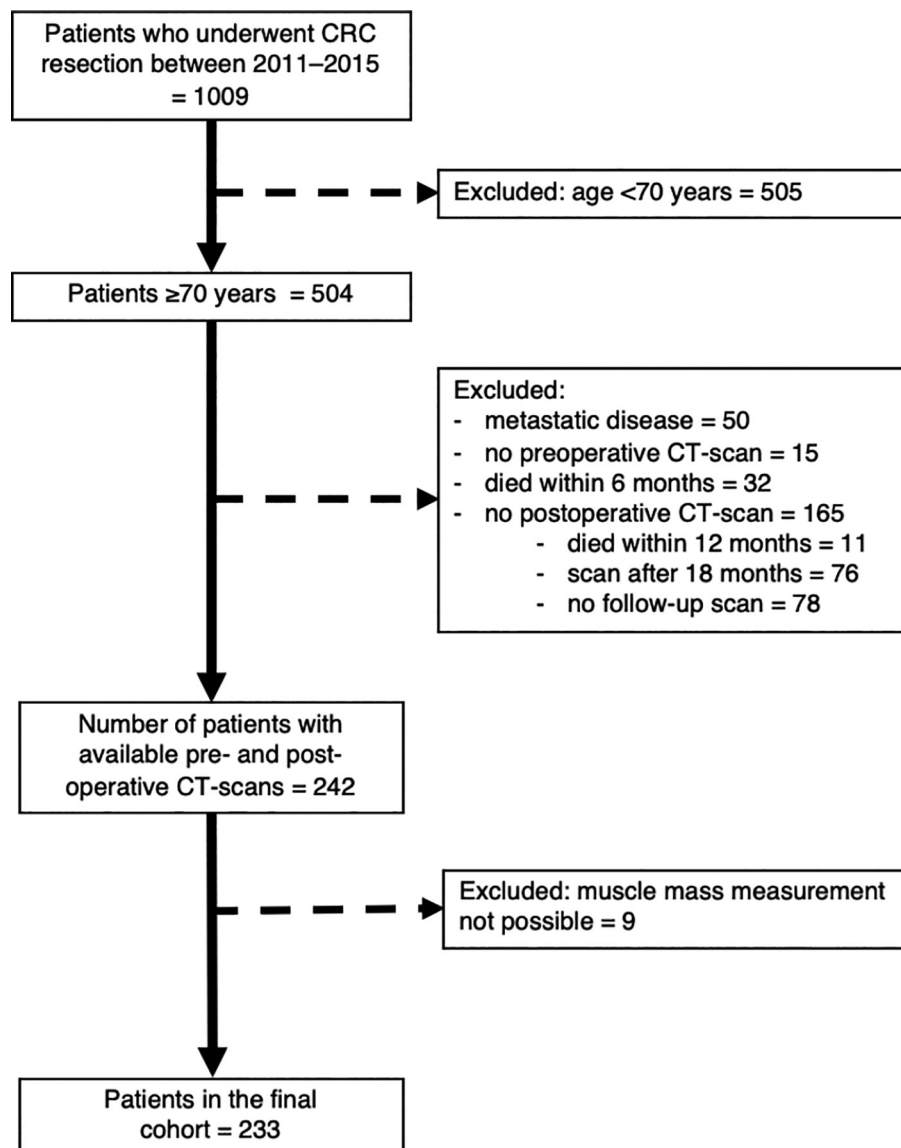 Patients who underwent CRC
resection between 2011–2015
= 1009
Excluded: age <70 years = 505
Patients ≥70 years = 504
Excluded:
- metastatic disease = 50
- no preoperative CT-scan = 15
- died within 6 months = 32
- no postoperative CT-scan = 165
- died within 12 months = 11
- scan after 18 months = 76
- no follow-up scan = 78
Number of patients with
available pre- and post-
operative CT-scans = 242
Excluded: muscle mass measurement
not possible = 9
Patients in the final
cohort = 233